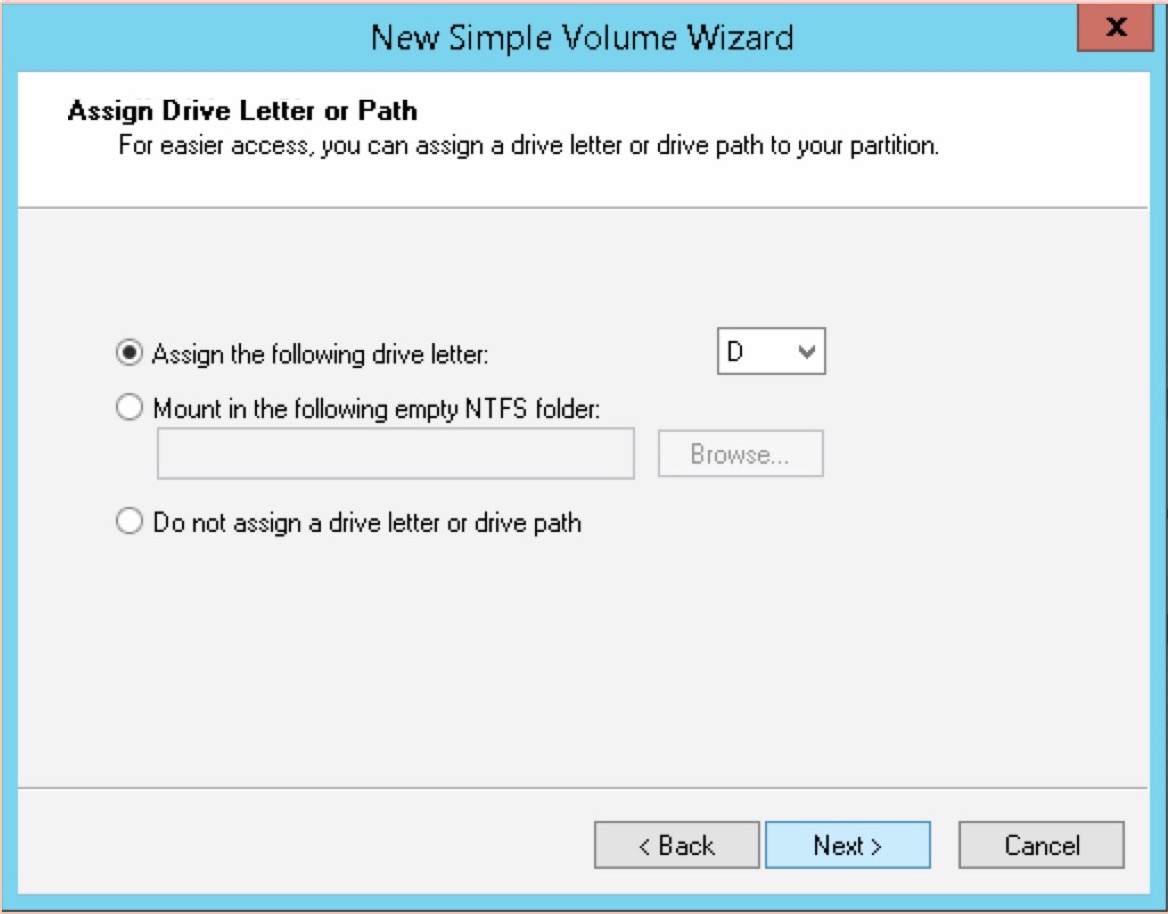 New Simple Volume Wizard
x
Assign Drive Letter or Path
For easier access, you can assign a drive letter or drive path to your partition.
Assign the following drive letter: D
Mount in the following empty NTFS folder:
Browse...
Do not assign a drive letter or drive path
< Back Next > Cancel